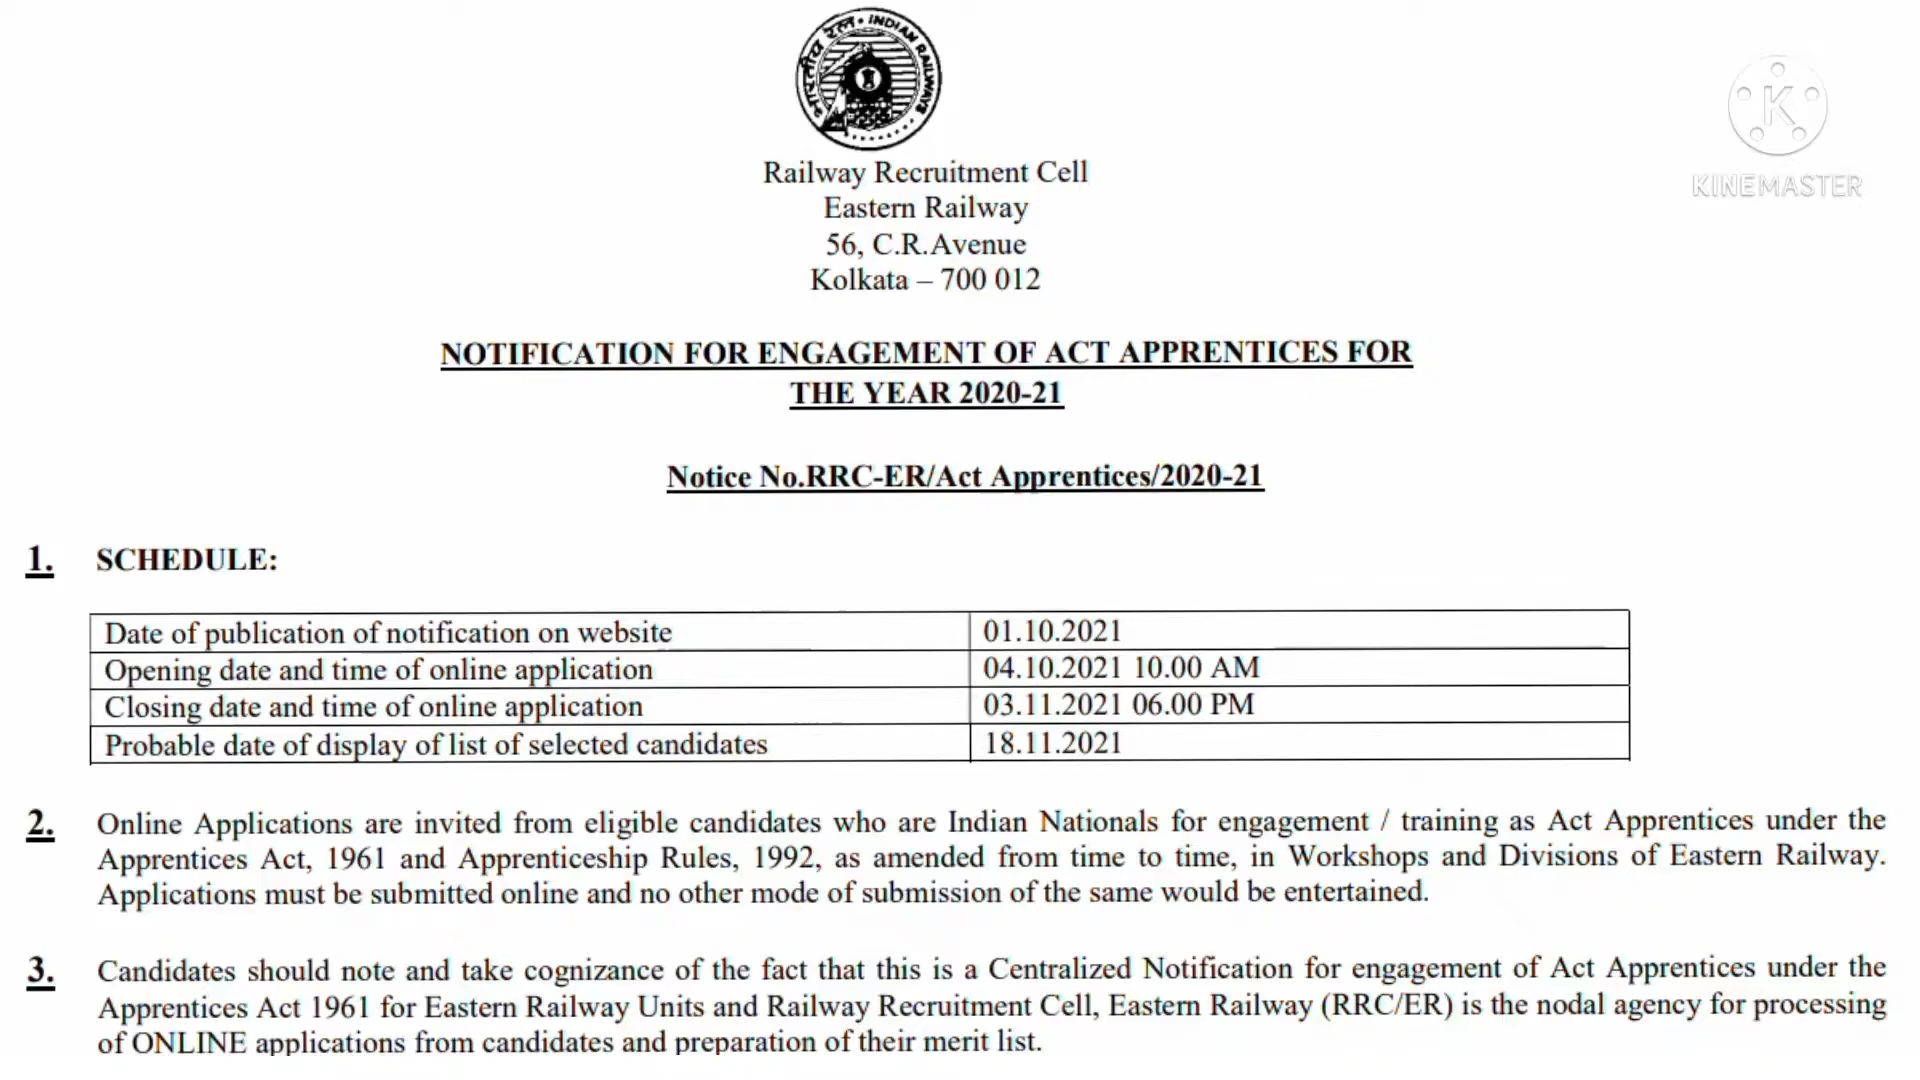 भारतीय रेल • INDIAN RAILWAYS
Railway Recruitment Cell
Eastern Railway
56, C.R.Avenue
Kolkata – 700 012
K
KINEMASTER
NOTIFICATION FOR ENGAGEMENT OF ACT APPRENTICES FOR
THE YEAR 2020-21
Notice No.RRC-ER/Act Apprentices/2020-21
1. SCHEDULE:
Date of publication of notification on website 01.10.2021
Opening date and time of online application 04.10.2021 10.00 AM
Closing date and time of online application 03.11.2021 06.00 PM
Probable date of display of list of selected candidates 18.11.2021
2. Online Applications are invited from eligible candidates who are Indian Nationals for engagement / training as Act Apprentices under the
Apprentices Act, 1961 and Apprenticeship Rules, 1992, as amended from time to time, in Workshops and Divisions of Eastern Railway.
Applications must be submitted online and no other mode of submission of the same would be entertained.
3. Candidates should note and take cognizance of the fact that this is a Centralized Notification for engagement of Act Apprentices under the
Apprentices Act 1961 for Eastern Railway Units and Railway Recruitment Cell, Eastern Railway (RRC/ER) is the nodal agency for processing
of ONLINE applications from candidates and preparation of their merit list.